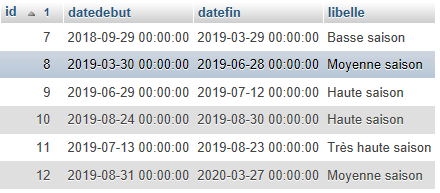 id 1 datedebut datefin libelle
7 2018-09-29 00:00:00 2019-03-29 00:00:00 Basse saison
8 2019-03-30 00:00:00 2019-06-28 00:00:00 Moyenne saison
9 2019-06-29 00:00:00 2019-07-12 00:00:00 Haute saison
10 2019-08-24 00:00:00 2019-08-30 00:00:00 Haute saison
11 2019-07-13 00:00:00 2019-08-23 00:00:00 Très haute saison
12 2019-08-31 00:00:00 2020-03-27 00:00:00 Moyenne saison